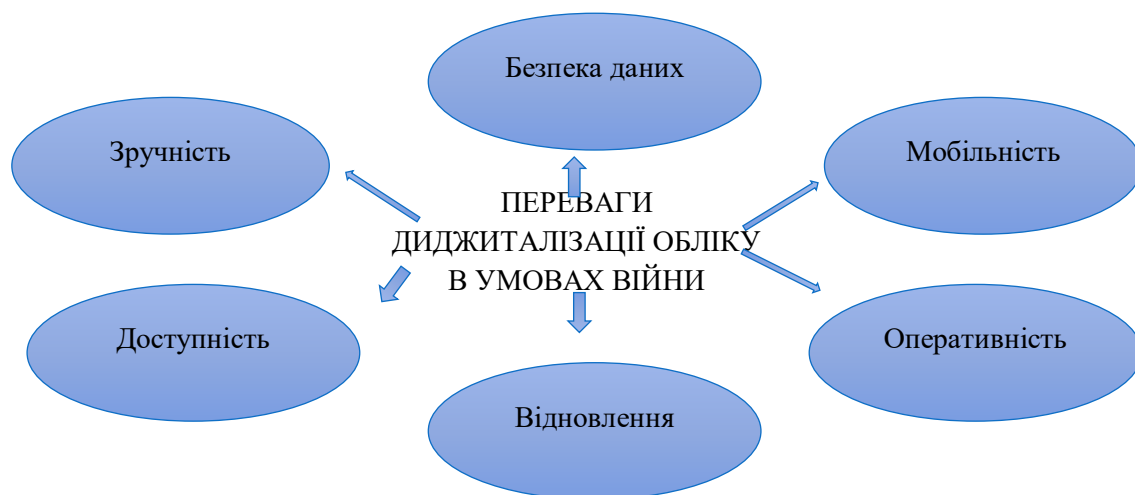 Безпека даних
Зручність
Мобільність
ПЕРЕВАГИ
ДИДЖИТАЛІЗАЦІЇ ОБЛІКУ
В УМОВАХ ВІЙНИ
Доступність
Оперативність
Відновлення